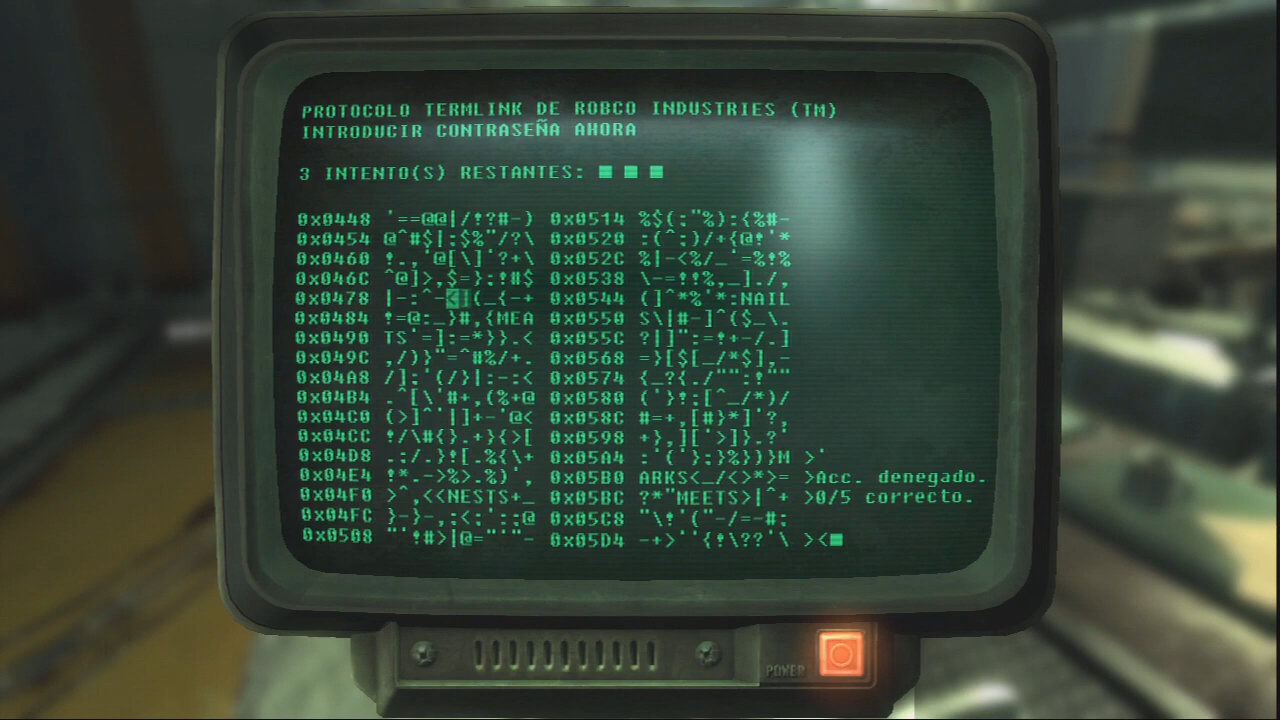 PROTOCOLO TERMLINK DE ROBCO INDUSTRIES (TM)
INTRODUCIR CONTRASEÑA AHORA
3 INTENTO(S) RESTANTES: ■ ■ ■
0x0448 '==@@|/!?#-) 0x0514 %$(;"%):{%#-
0x0454 @^#$|:$%"/?\ 0x0520 :(^:)/+{@!'*
0x0460 !.,'@[\]'?+\ 0x052C %|-<%/_'=%!%
0x046C ^@]>,$=};!#$ 0x0538 \-=!!%,_]./,
0x0478 |-:^-<|(_{-+ 0x0544 (]^*%'*:NAIL
0x0484 !=@:_}#,{MEA 0x0550 S\|#-]^($_\.
0x0490 TS'=]:=*}}.< 0x055C ?|]":=!+-/.]
0x049C ,/)}"=^#%/+. 0x0568 =}[$[_/*$],-
0x04A8 /];'(/}|:-:< 0x0574 {_?{./"":!""
0x04B4 .^[\'#+,(%+@ 0x0580 ('}!;[^_/*)/
0x04C0 (>]^'|]+-'@< 0x058C #=+,[#}*]'?,
0x04CC !/\#{}.+}{>[ 0x0598 +},]['>]}.?'
0x04D8 .:/.}![.%{\+ 0x05A4 :'('};}%})}M >'
0x04E4 !*.->%>.%)', 0x05B0 ARKS<_/<>*>= >Acc. denegado.
0x04F0 >^,<<NESTS+_ 0x05BC ?*"MEETS>|^+ >0/5 correcto.
0x04FC }-}-,:<;'::@ 0x05C8 "\!'("-/=-#;
0x0508 "'!#>|@="'"- 0x05D4 -+>''{!\??'\ ><■
POWER